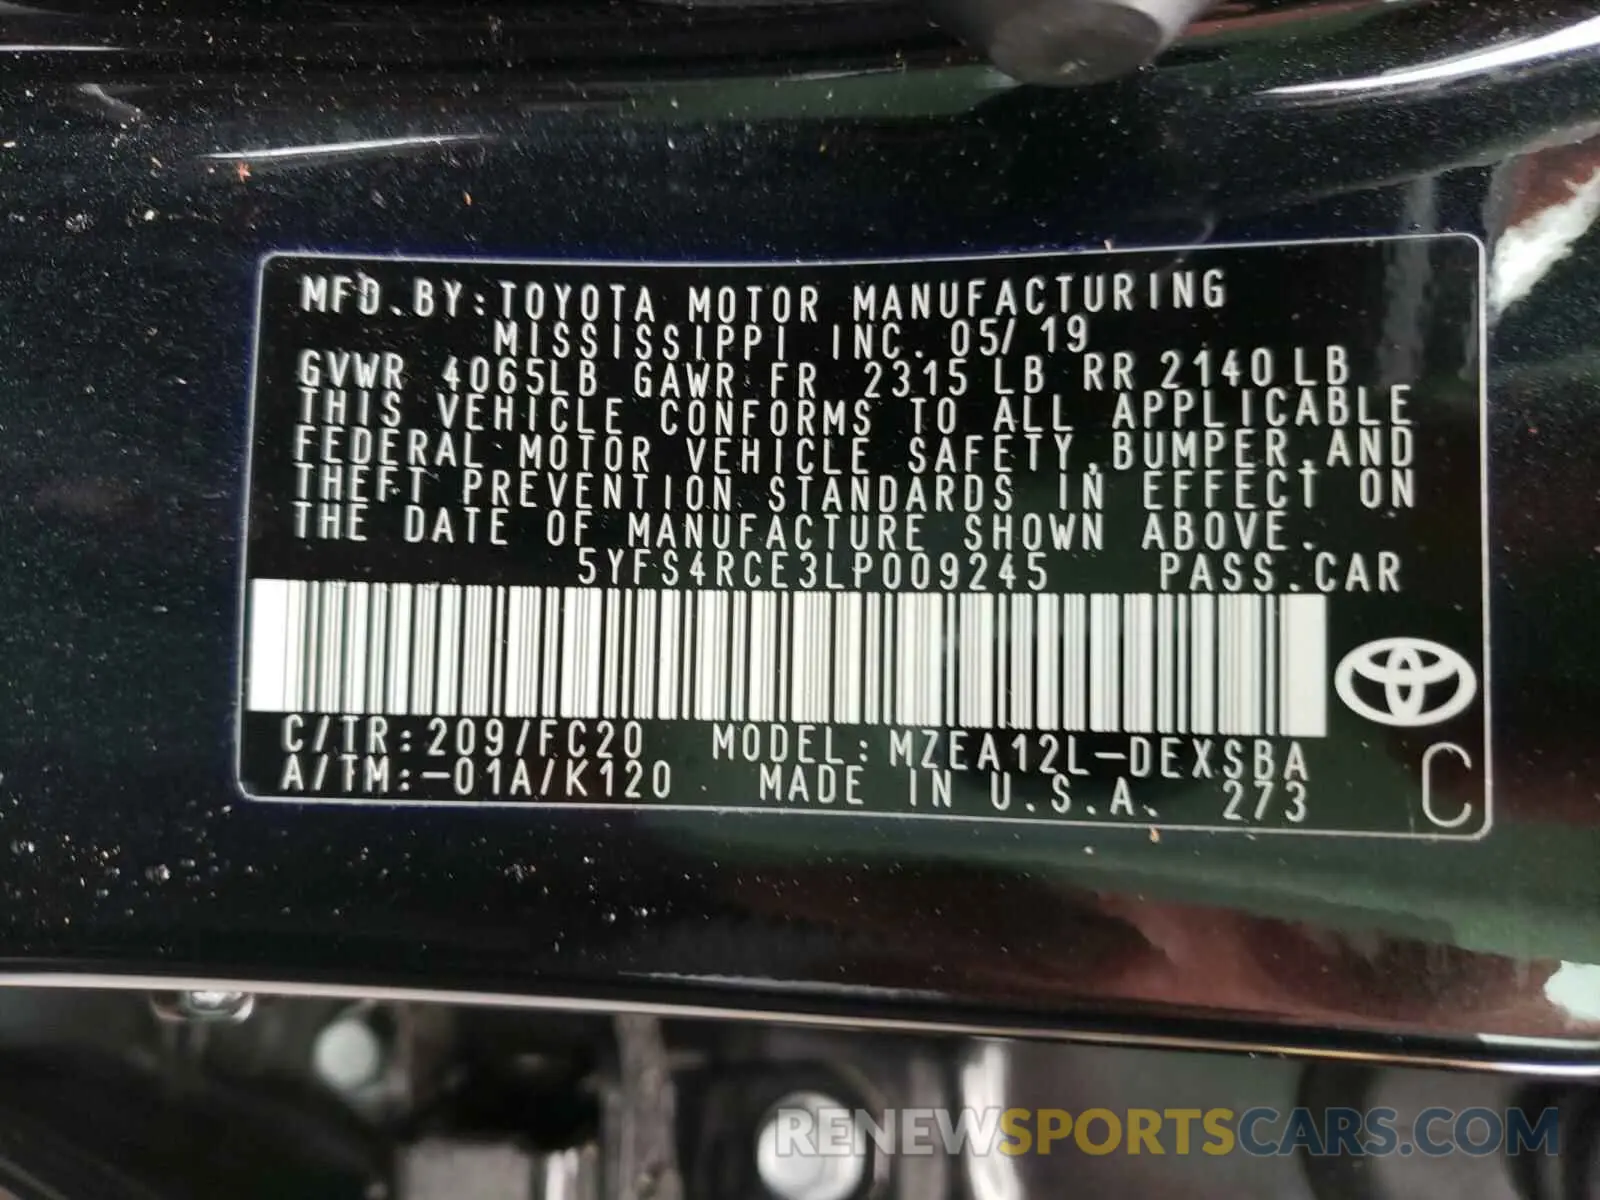 MFD.BY:TOYOTA MOTOR MANUFACTURING
MISSISSIPPI INC. 05/19
GVWR 4065LB GAWR FR 2315LB RR 2140LB
THIS VEHICLE CONFORMS TO ALL APPLICABLE
FEDERAL MOTOR VEHICLE SAFETY,BUMPER,AND
THEFT PREVENTION STANDARDS IN EFFECT ON
THE DATE OF MANUFACTURE SHOWN ABOVE.
5YFS4RCE3LP009245 PASS.CAR
C/TR:209/FC20 MODEL:MZEA12L-DEXSBA
A/TM:-01A/K120 MADE IN U.S.A. 273
C
RENEWSPORTSCARS.COM